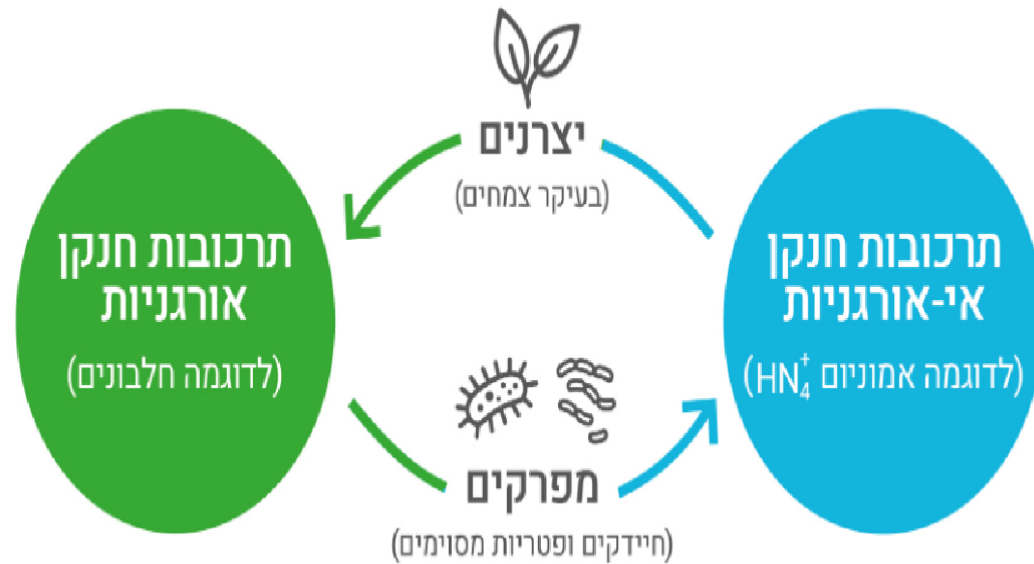 יצרנים
(בעיקר צמחים)
תרכובות חנקן
אי-אורגניות
(לדוגמה אמוניום HN₄⁺)
תרכובות חנקן
אורגניות
(לדוגמה חלבונים)
מפרקים
(חיידקים ופטריות מסוימים)